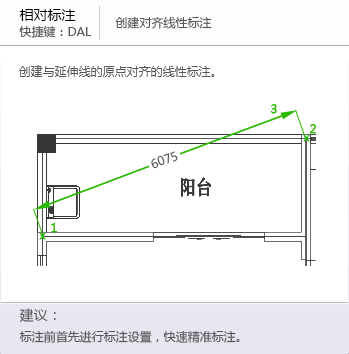 相对标注
快捷键：DAL
创建对齐线性标注
创建与延伸线的原点对齐的线性标注。
3
2
6075
阳台
1
建议：
标注前首先进行标注设置，快速精准标注。